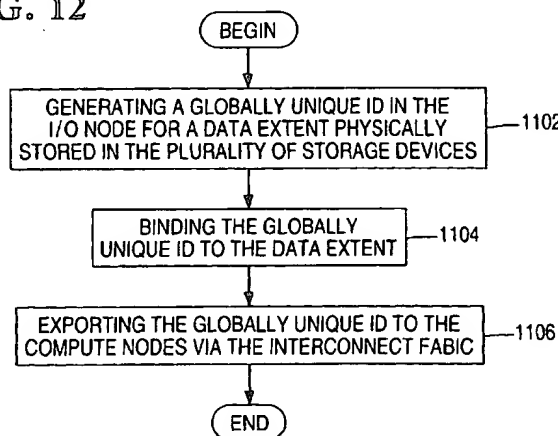 G. 12
BEGIN
GENERATING A GLOBALLY UNIQUE ID IN THE
I/O NODE FOR A DATA EXTENT PHYSICALLY
STORED IN THE PLURALITY OF STORAGE DEVICES
1102
BINDING THE GLOBALLY
UNIQUE ID TO THE DATA EXTENT
1104
EXPORTING THE GLOBALLY UNIQUE ID TO THE
COMPUTE NODES VIA THE INTERCONNECT FABIC
1106
END